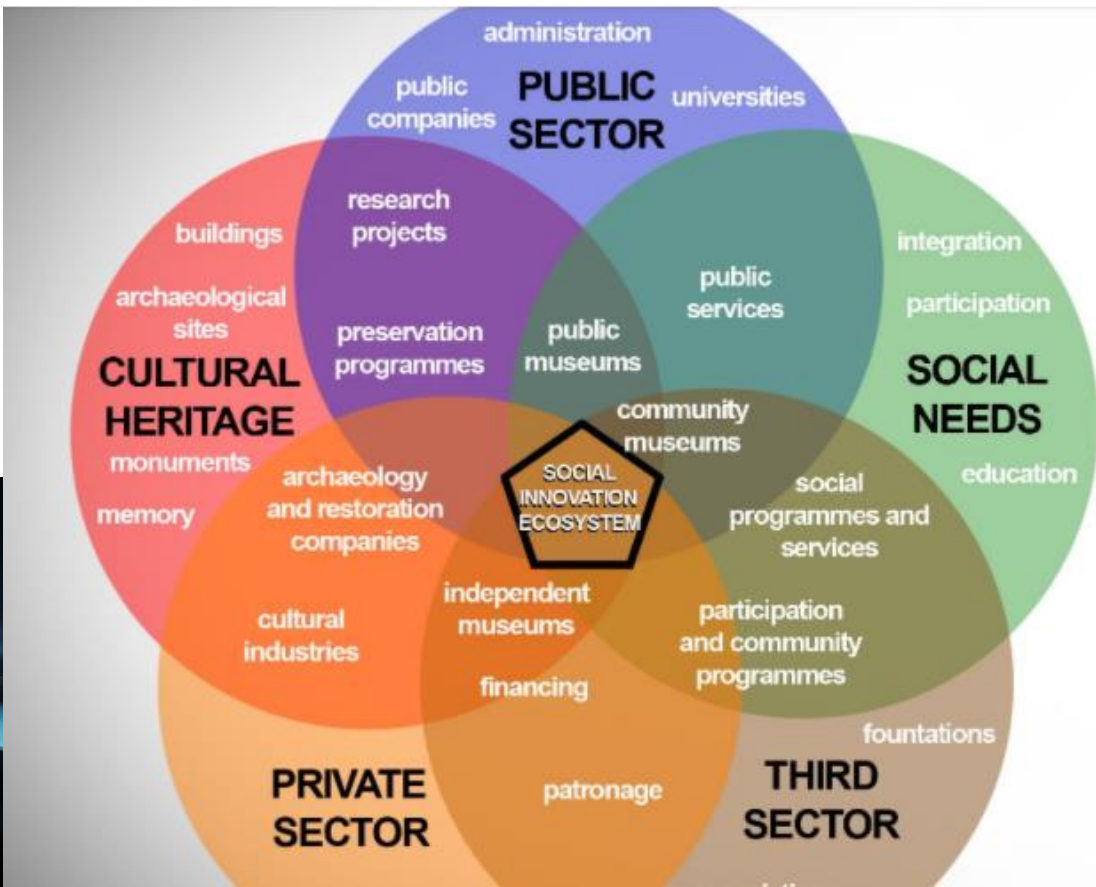 administration
PUBLIC
SECTOR
public
companies
universities
research
projects
buildings
integration
archaeological
sites
public
services
participation
preservation
programmes
public
museums
CULTURAL
HERITAGE
SOCIAL
NEEDS
community
museums
monuments
archaeology
and restoration
companies
SOCIAL
INNOVATION
ECOSYSTEM
social
programmes and
services
education
memory
independent
museums
cultural
industries
participation
and community
programmes
financing
fountations
PRIVATE
SECTOR
patronage
THIRD
SECTOR